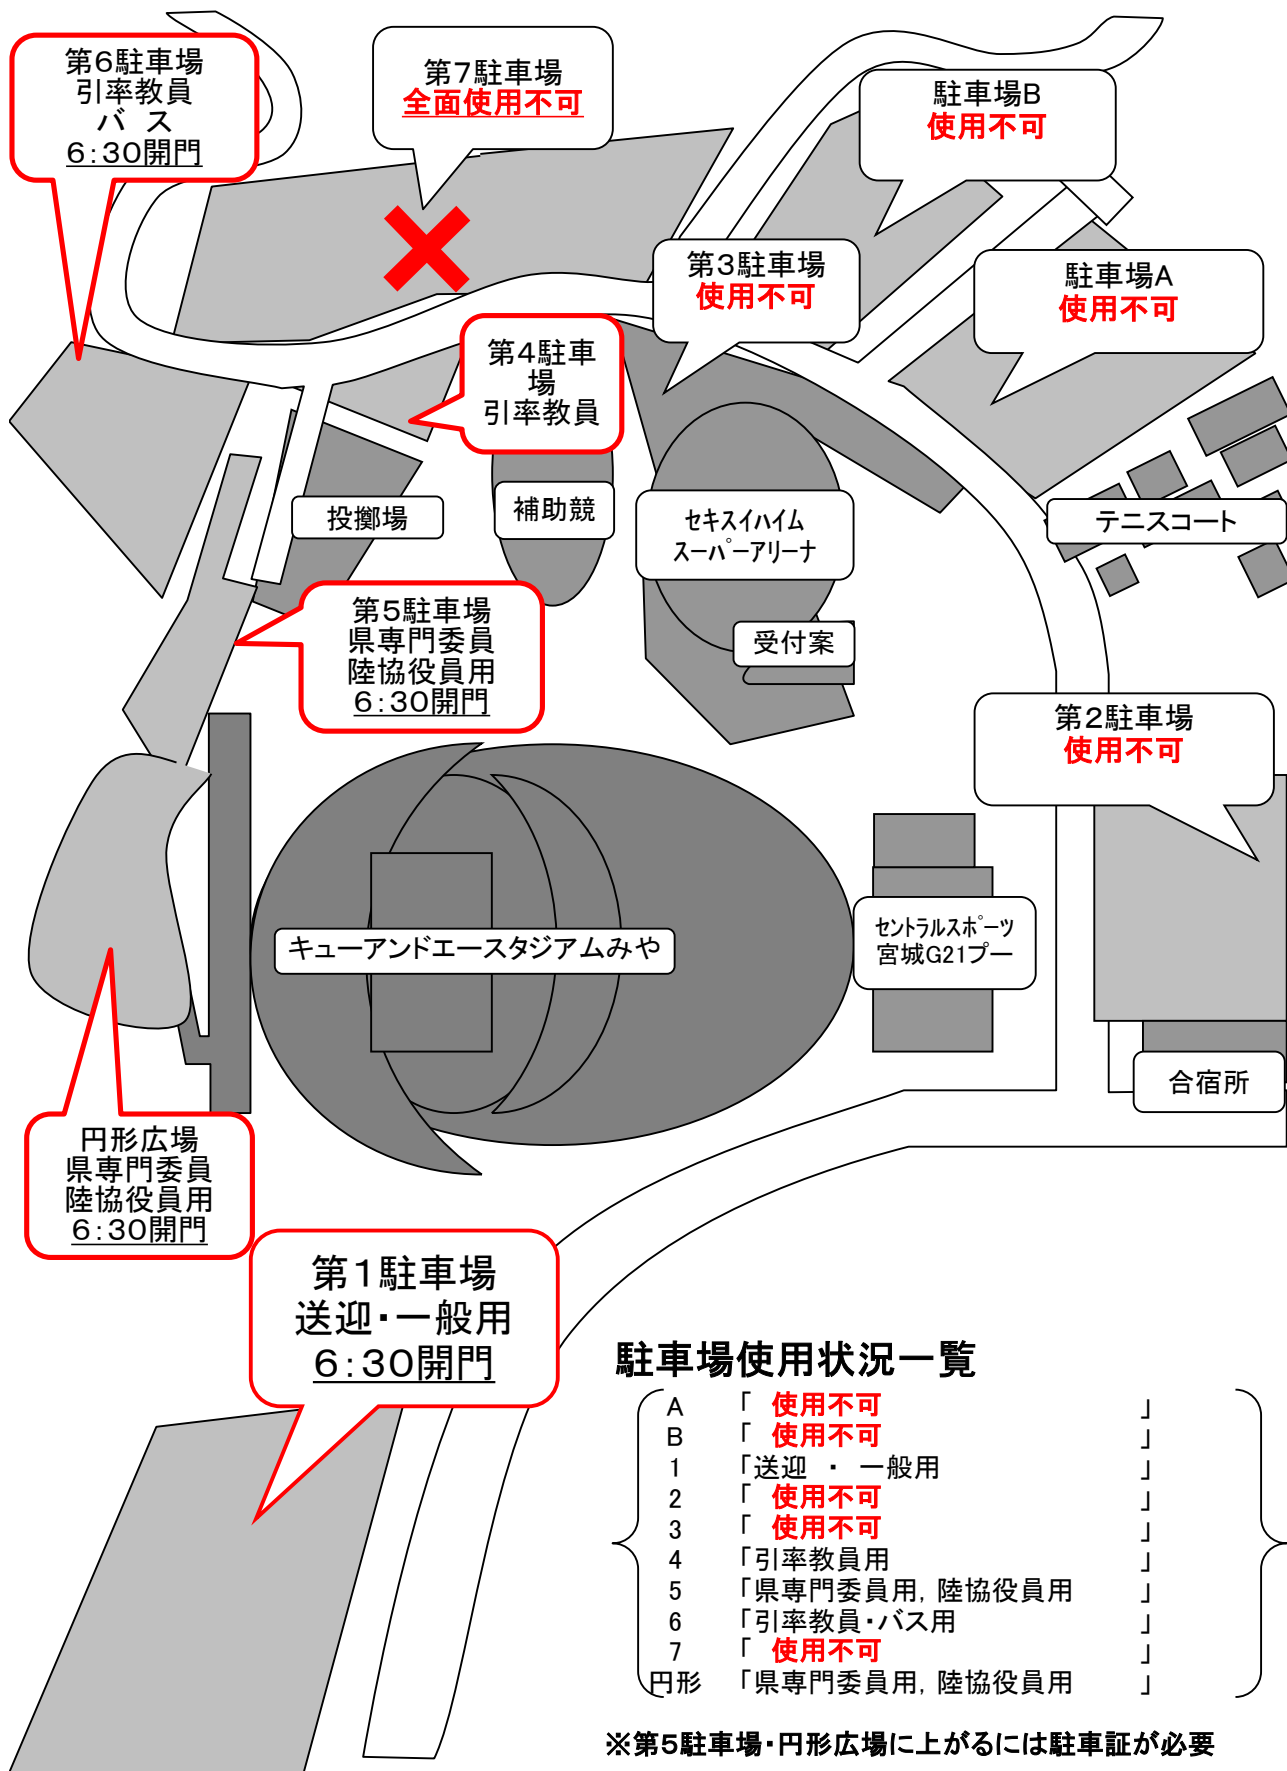 第6駐車場
引率教員
バ ス
6:30開門
第7駐車場
全面使用不可
駐車場B
使用不可
第3駐車場
使用不可
駐車場A
使用不可
第4駐車
場
引率教員
投擲場
補助競
セキスイハイム
スーパーアリーナ
テニスコート
第5駐車場
県専門委員
陸協役員用
6:30開門
受付案
第2駐車場
使用不可
キューアンドエースタジアムみや
セントラルスポーツ
宮城G21プー
合宿所
円形広場
県専門委員
陸協役員用
6:30開門
第1駐車場
送迎・一般用
6:30開門
駐車場使用状況一覧
A 「 使用不可 」
B 「 使用不可 」
1 「送迎 ・ 一般用 」
2 「 使用不可 」
3 「 使用不可 」
4 「引率教員用 」
5 「県専門委員用, 陸協役員用 」
6 「引率教員・バス用 」
7 「 使用不可 」
円形 「県専門委員用, 陸協役員用 」
※第5駐車場・円形広場に上がるには駐車証が必要